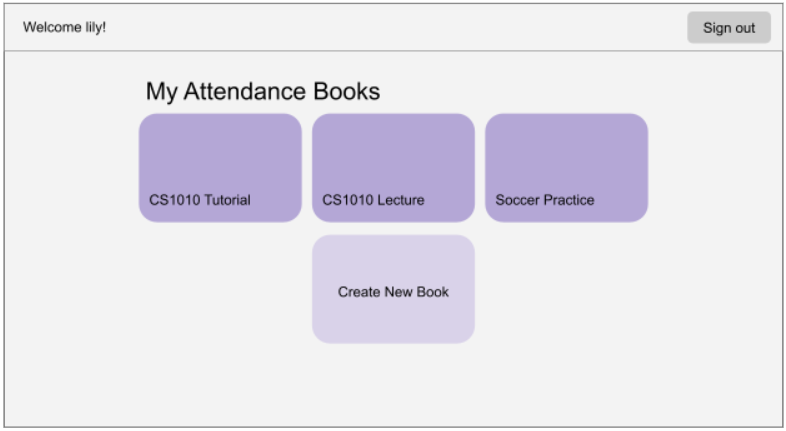 Welcome lily!
Sign out
My Attendance Books
CS1010 Tutorial
CS1010 Lecture
Soccer Practice
Create New Book